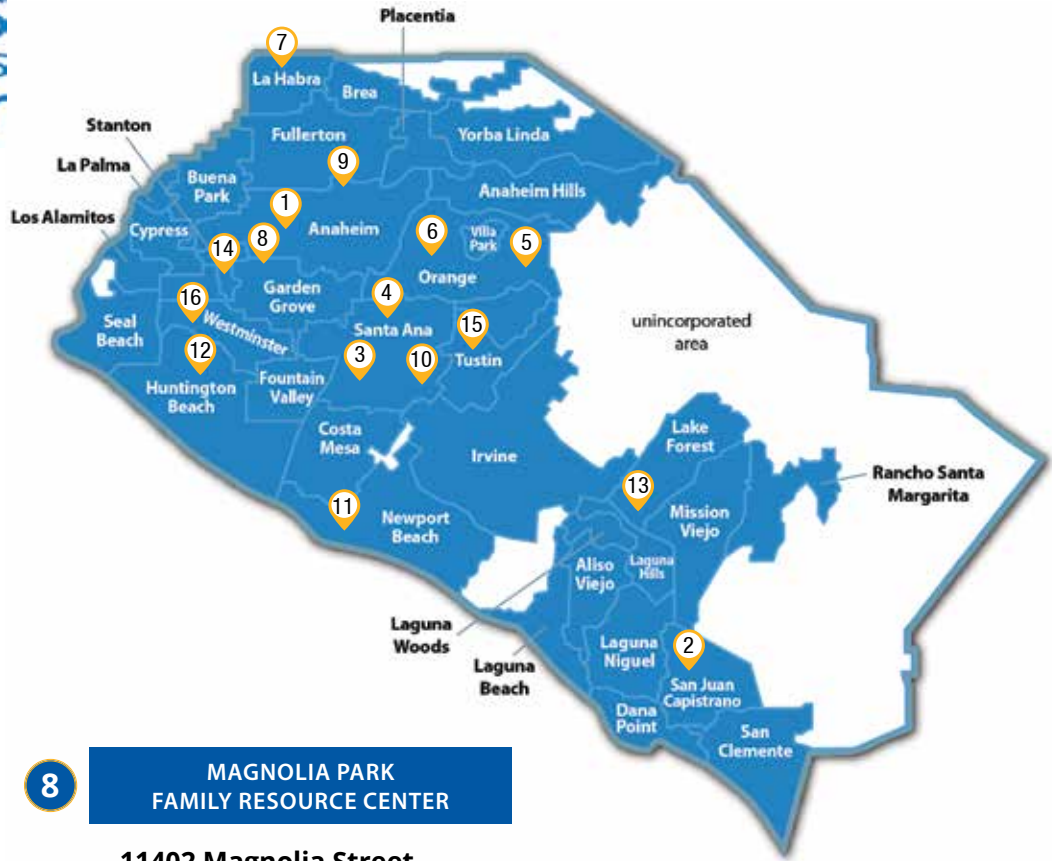 Placentia
7
La Habra
Brea
Stanton
Fullerton
Yorba Linda
La Palma
9
Buena
Park
Anaheim Hills
1
Los Alamitos
Cypress
Anaheim
6
Villa
Park
5
8
14
Orange
Garden
Grove
4
16
Seal
Beach
Westminster
Santa Ana
15
unincorporated
area
12
3
10
Tustin
Huntington
Beach
Fountain
Valley
Costa
Mesa
Lake
Forest
Irvine
Rancho Santa
Margarita
13
11
Newport
Beach
Mission
Viejo
Aliso
Viejo
Laguna
Hills
Laguna
Woods
Laguna
Niguel
2
Laguna
Beach
San Juan
Capistrano
Dana
Point
San
Clemente
8
MAGNOLIA PARK
FAMILY RESOURCE CENTER
11402 Magnolia Street